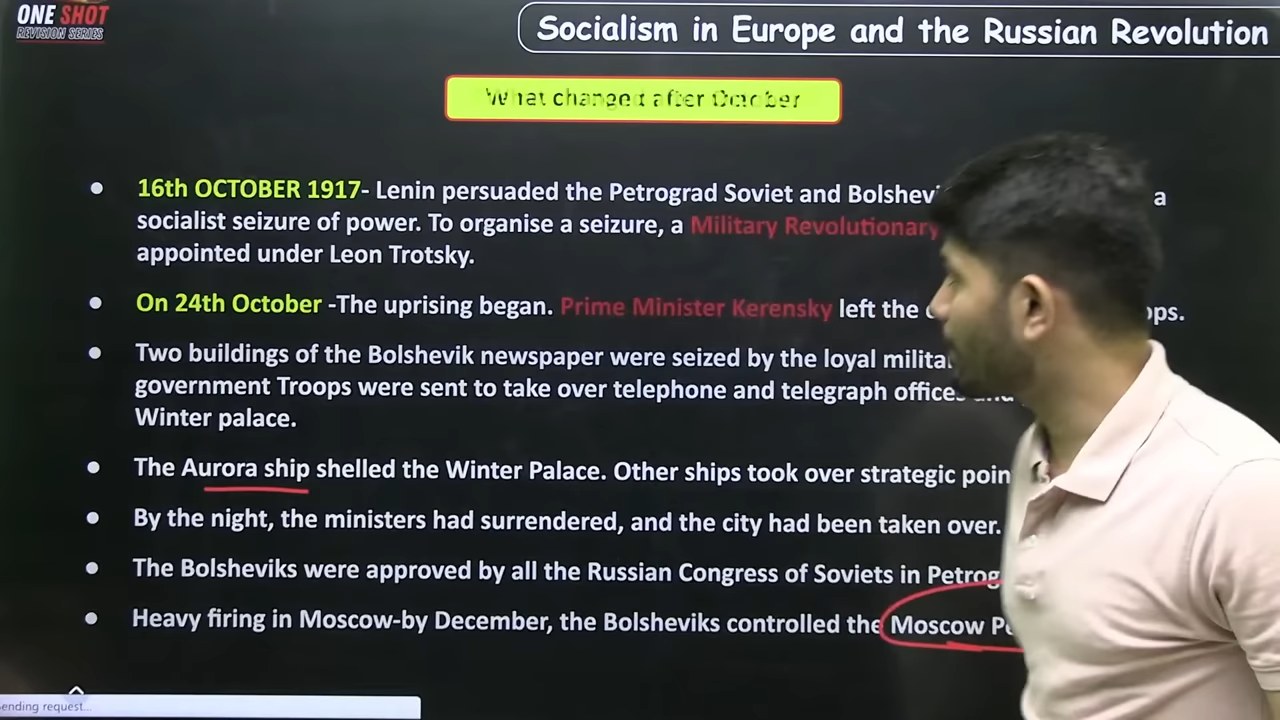 ONE SHOT
REVISION SERIES
Socialism in Europe and the Russian Revolution
What changed after October
• 16th OCTOBER 1917- Lenin persuaded the Petrograd Soviet and Bolshevi a
socialist seizure of power. To organise a seizure, a Military Revolutionary
appointed under Leon Trotsky.
• On 24th October -The uprising began. Prime Minister Kerensky left the ops.
• Two buildings of the Bolshevik newspaper were seized by the loyal milita
government Troops were sent to take over telephone and telegraph offices and
Winter palace.
• The Aurora ship shelled the Winter Palace. Other ships took over strategic poin
• By the night, the ministers had surrendered, and the city had been taken over.
• The Bolsheviks were approved by all the Russian Congress of Soviets in Petrog
• Heavy firing in Moscow-by December, the Bolsheviks controlled the Moscow Pe
ending request...